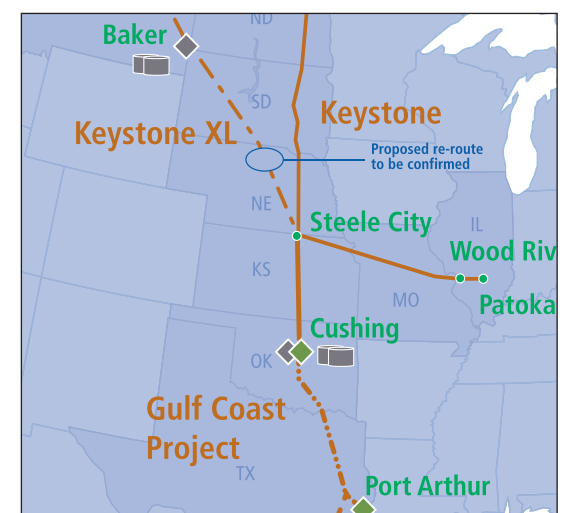 ND
Baker
SD
Keystone
Keystone XL
Proposed re-route
to be confirmed
NE
Steele City
IL
Wood Riv
KS
MO
Patoka
Cushing
OK
Gulf Coast
Project
TX
Port Arthur